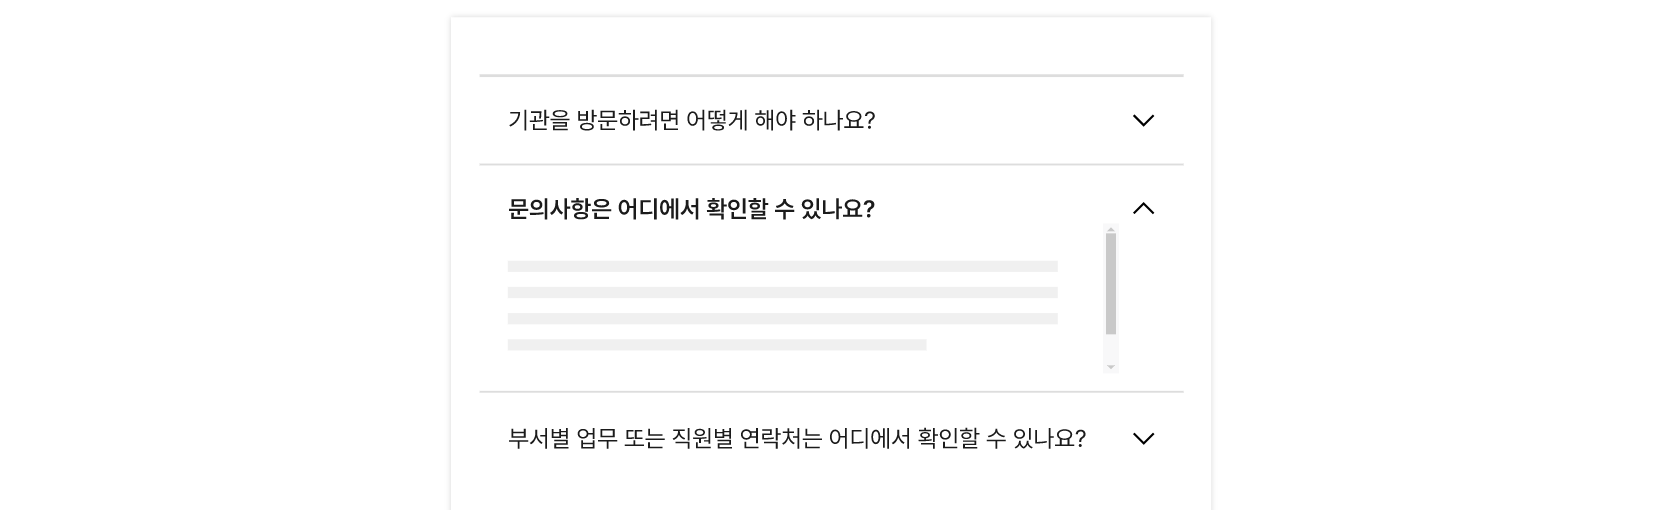 기관을 방문하려면 어떻게 해야 하나요?
문의사항은 어디에서 확인할 수 있나요?
부서별 업무 또는 직원별 연락처는 어디에서 확인할 수 있나요?